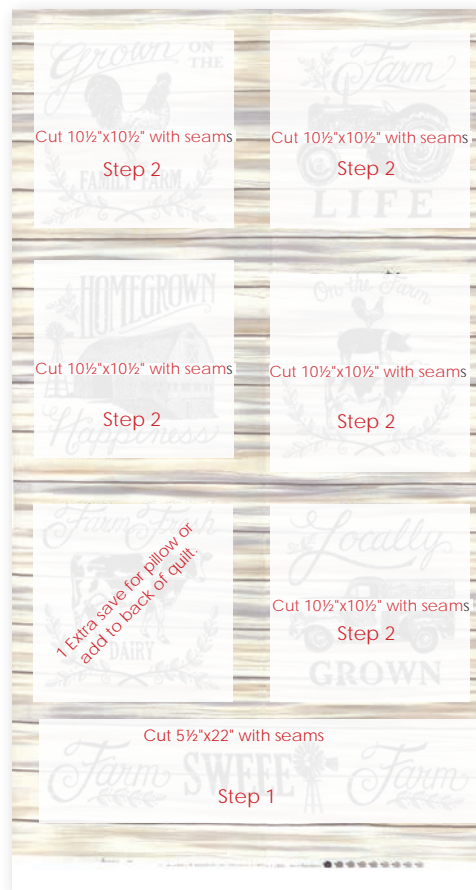 Grown ON THE
Cut 10½"x10½" with seams
Step 2
FAMILY FARM
Farm
Cut 10½"x10½" with seams
Step 2
LIFE
HOMEGROWN
Cut 10½"x10½" with seams
Step 2
Happiness
On the Farm
Cut 10½"x10½" with seams
Step 2
Farm Fresh
1 Extra save for pillow or
add to back of quilt.
DAIRY
Locally
Cut 10½"x10½" with seams
Step 2
GROWN
Cut 5½"x22" with seams
Farm SWEEE Farm
Step 1